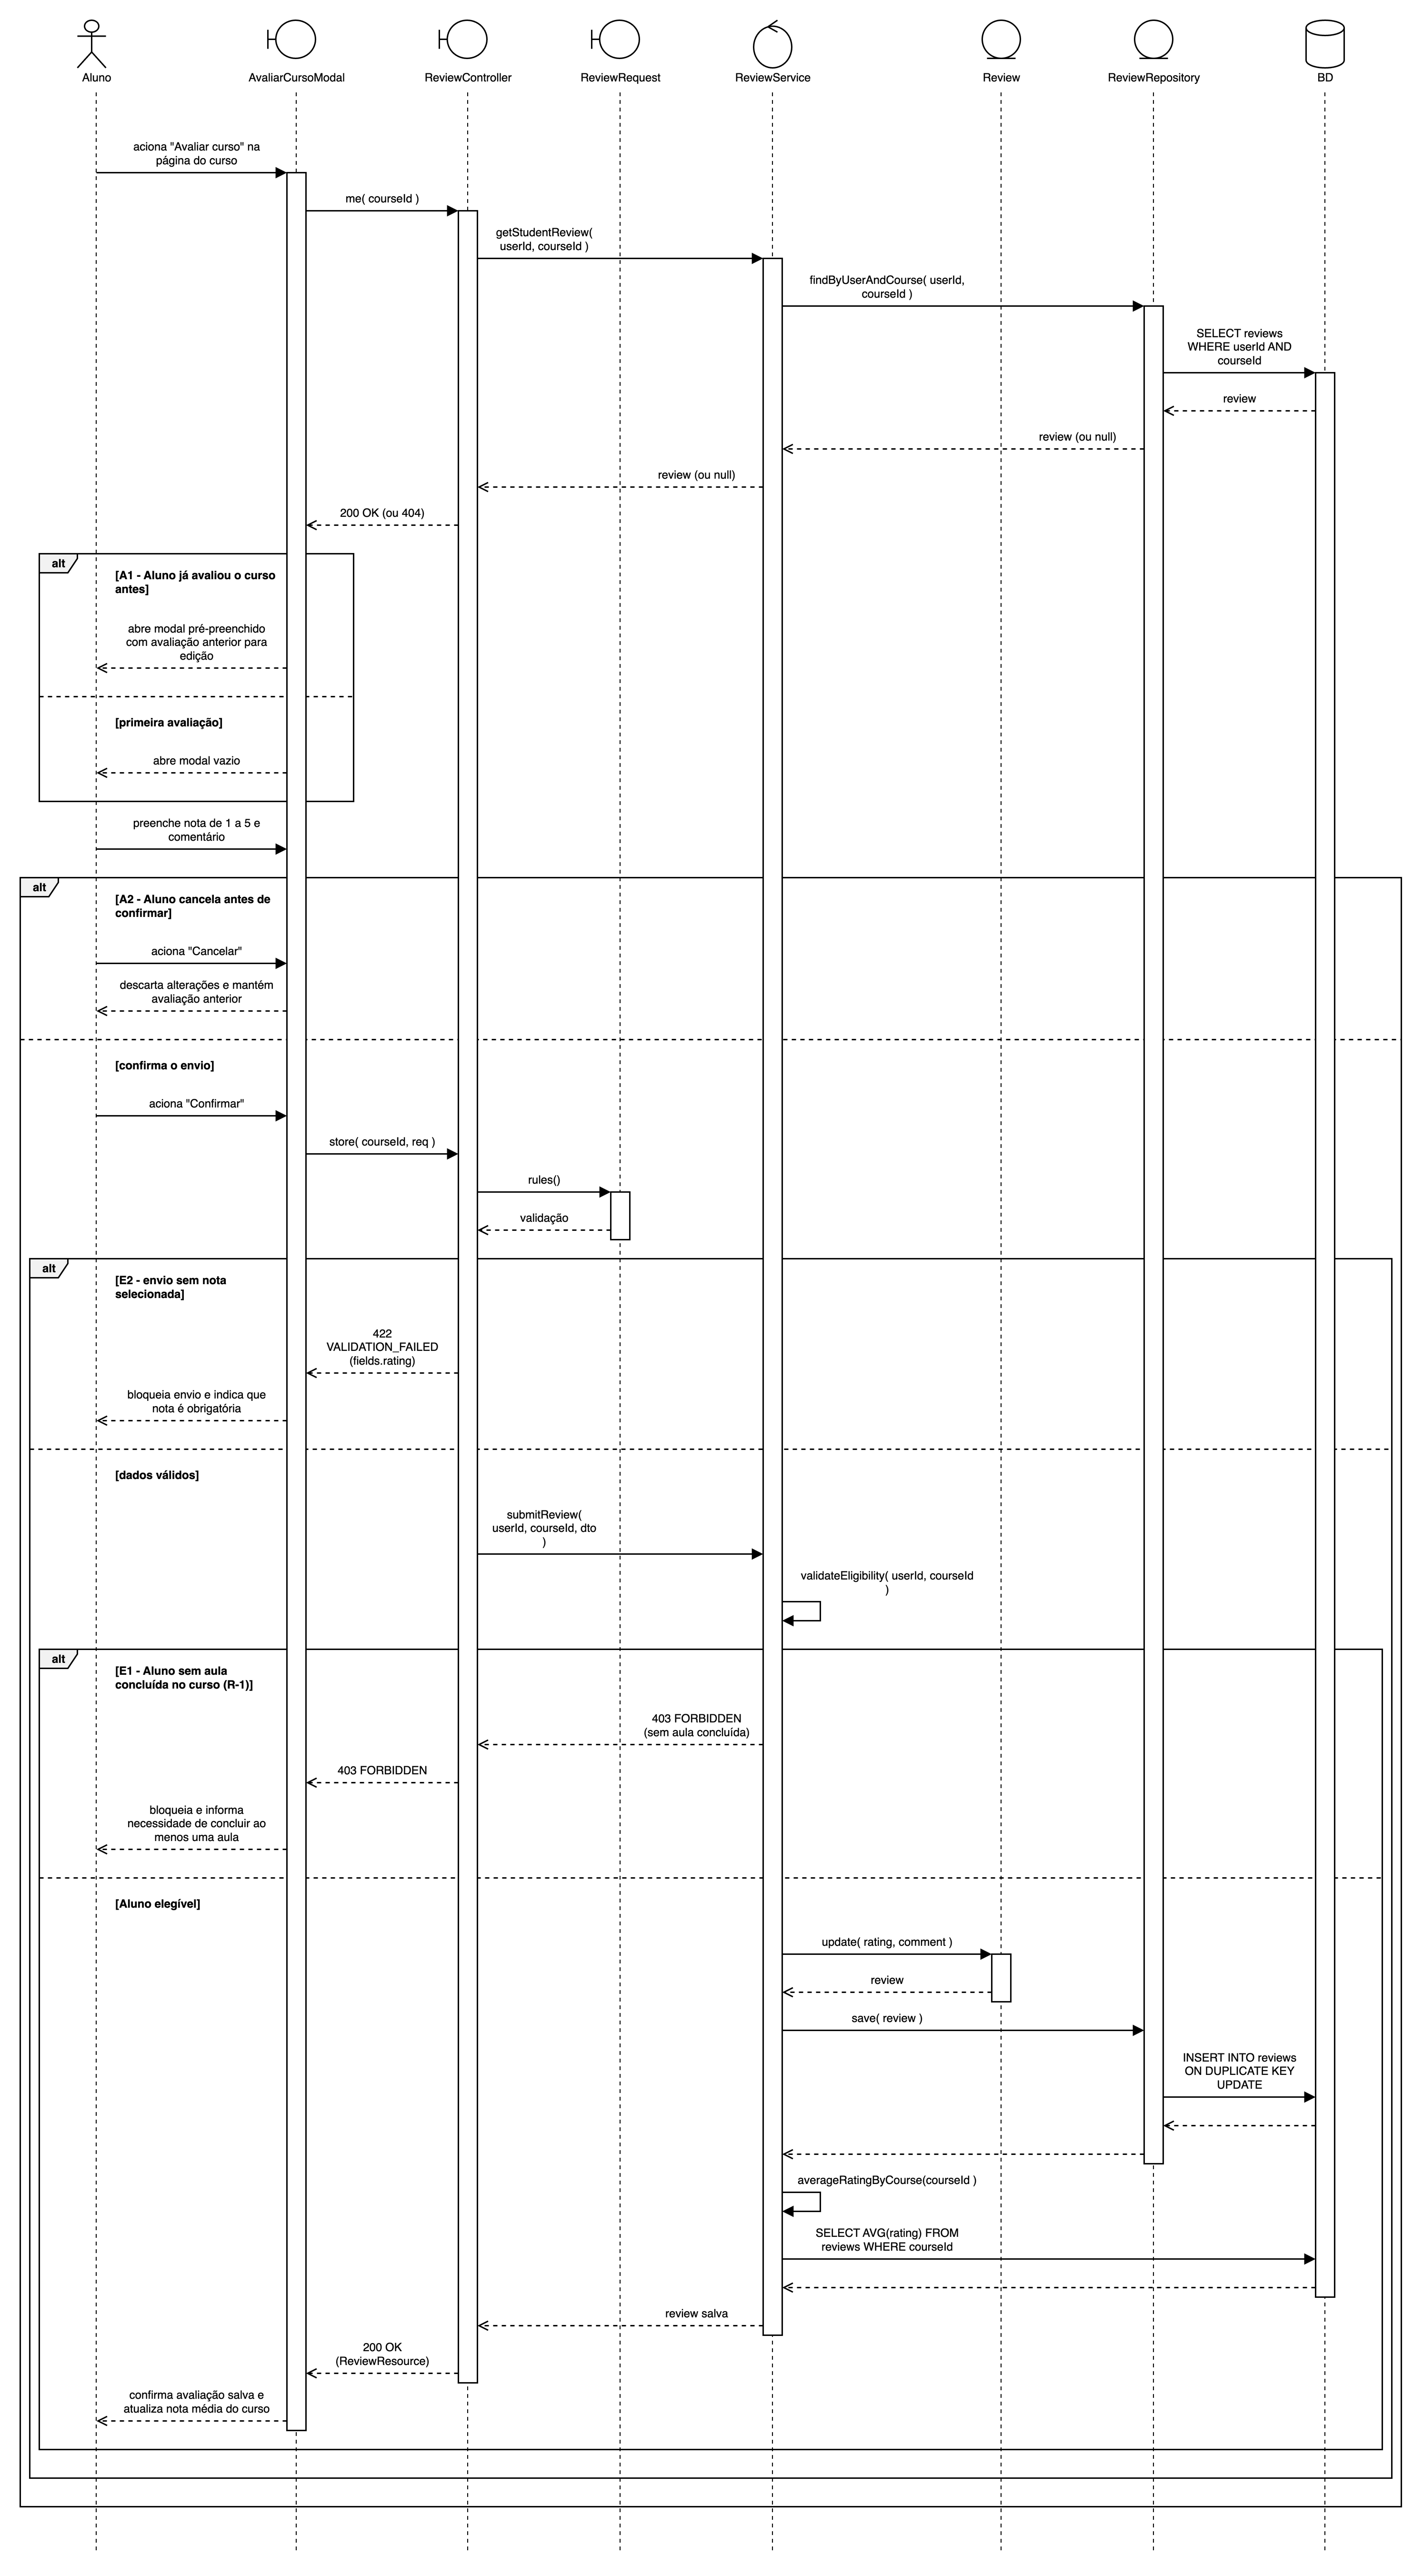 Aluno
AvaliarCursoModal
ReviewController
ReviewRequest
ReviewService
Review
ReviewRepository
BD
aciona "Avaliar curso" na
página do curso
me( courseId )
getStudentReview(
userId, courseId )
findByUserAndCourse( userId,
courseId )
SELECT reviews
WHERE userId AND
courseId
review
review (ou null)
review (ou null)
200 OK (ou 404)
alt
[A1 - Aluno já avaliou o curso
antes]
abre modal pré-preenchido
com avaliação anterior para
edição
[primeira avaliação]
abre modal vazio
preenche nota de 1 a 5 e
comentário
alt
[A2 - Aluno cancela antes de
confirmar]
aciona "Cancelar"
descarta alterações e mantém
avaliação anterior
[confirma o envio]
aciona "Confirmar"
store( courseId, req )
rules()
validação
alt
[E2 - envio sem nota
selecionada]
422
VALIDATION_FAILED
(fields.rating)
bloqueia envio e indica que
nota é obrigatória
[dados válidos]
submitReview(
userId, courseId, dto
)
validateEligibility( userId, courseId
)
alt
[E1 - Aluno sem aula
concluída no curso (R-1)]
403 FORBIDDEN
(sem aula concluída)
403 FORBIDDEN
bloqueia e informa
necessidade de concluir ao
menos uma aula
[Aluno elegível]
update( rating, comment )
review
save( review )
INSERT INTO reviews
ON DUPLICATE KEY
UPDATE
averageRatingByCourse(courseId )
SELECT AVG(rating) FROM
reviews WHERE courseId
review salva
200 OK
(ReviewResource)
confirma avaliação salva e
atualiza nota média do curso